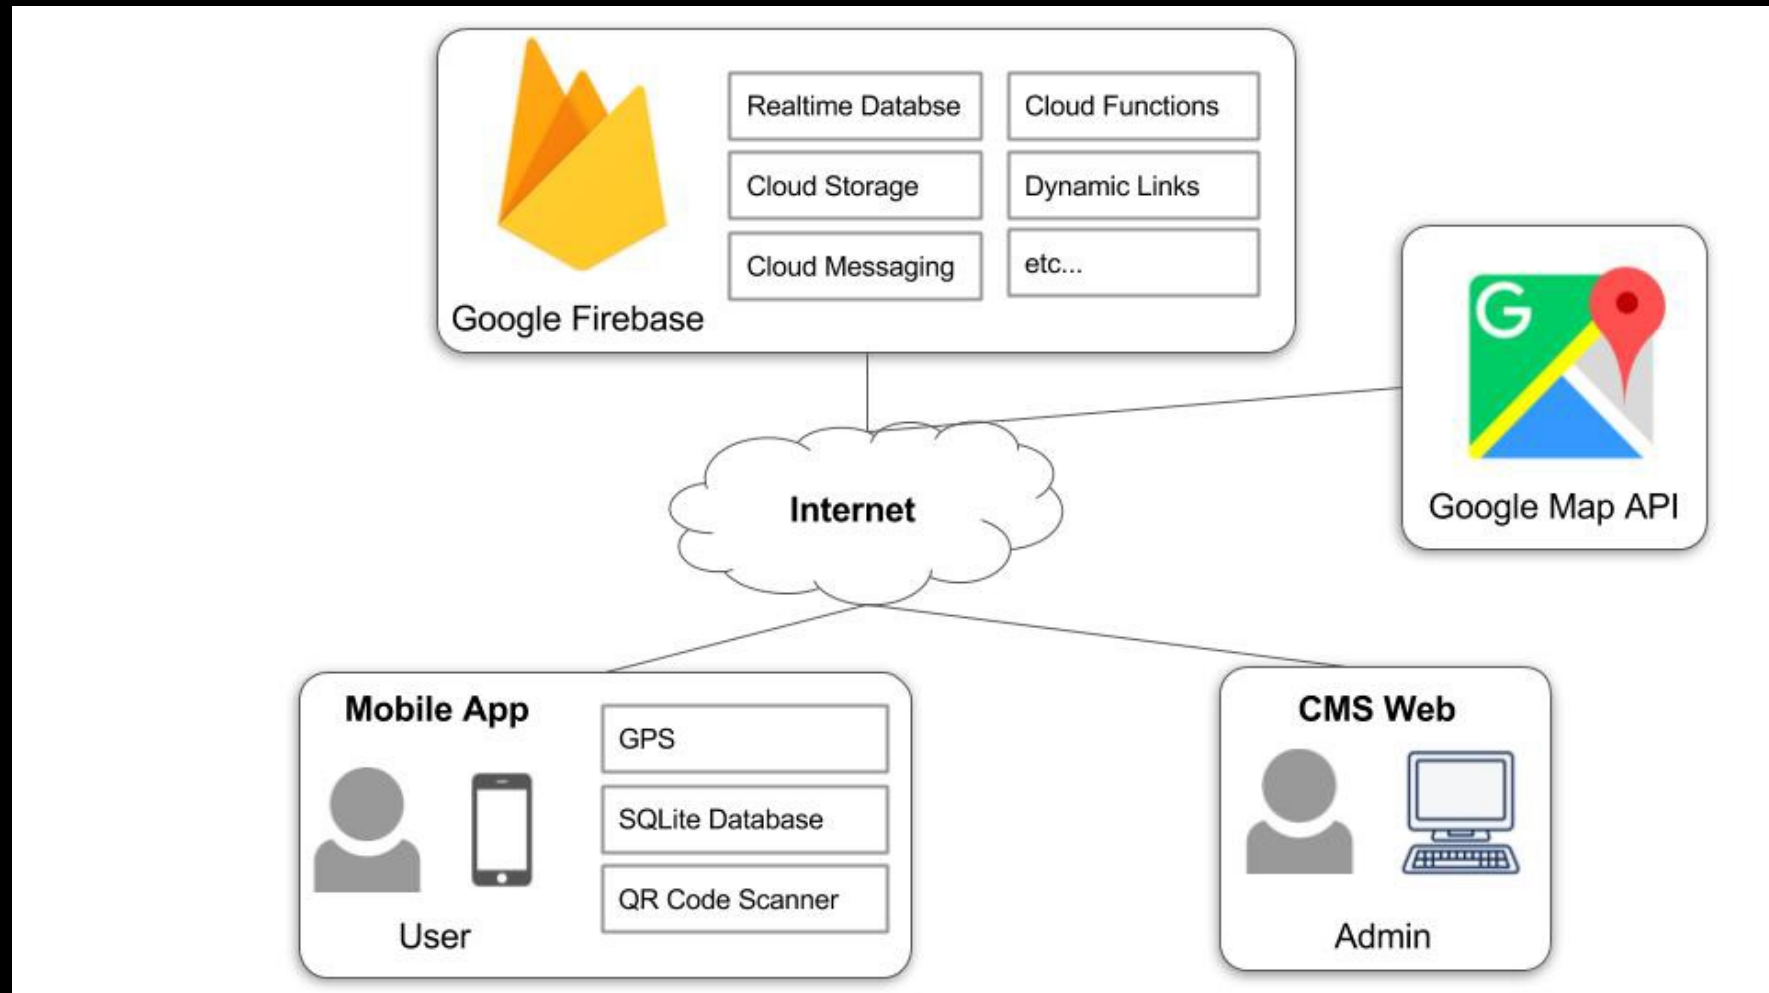 Realtime Databse
Cloud Functions
Cloud Storage
Dynamic Links
Cloud Messaging
etc...
Google Firebase
G
Google Map API
Internet
Mobile App
GPS
SQLite Database
QR Code Scanner
User
CMS Web
Admin